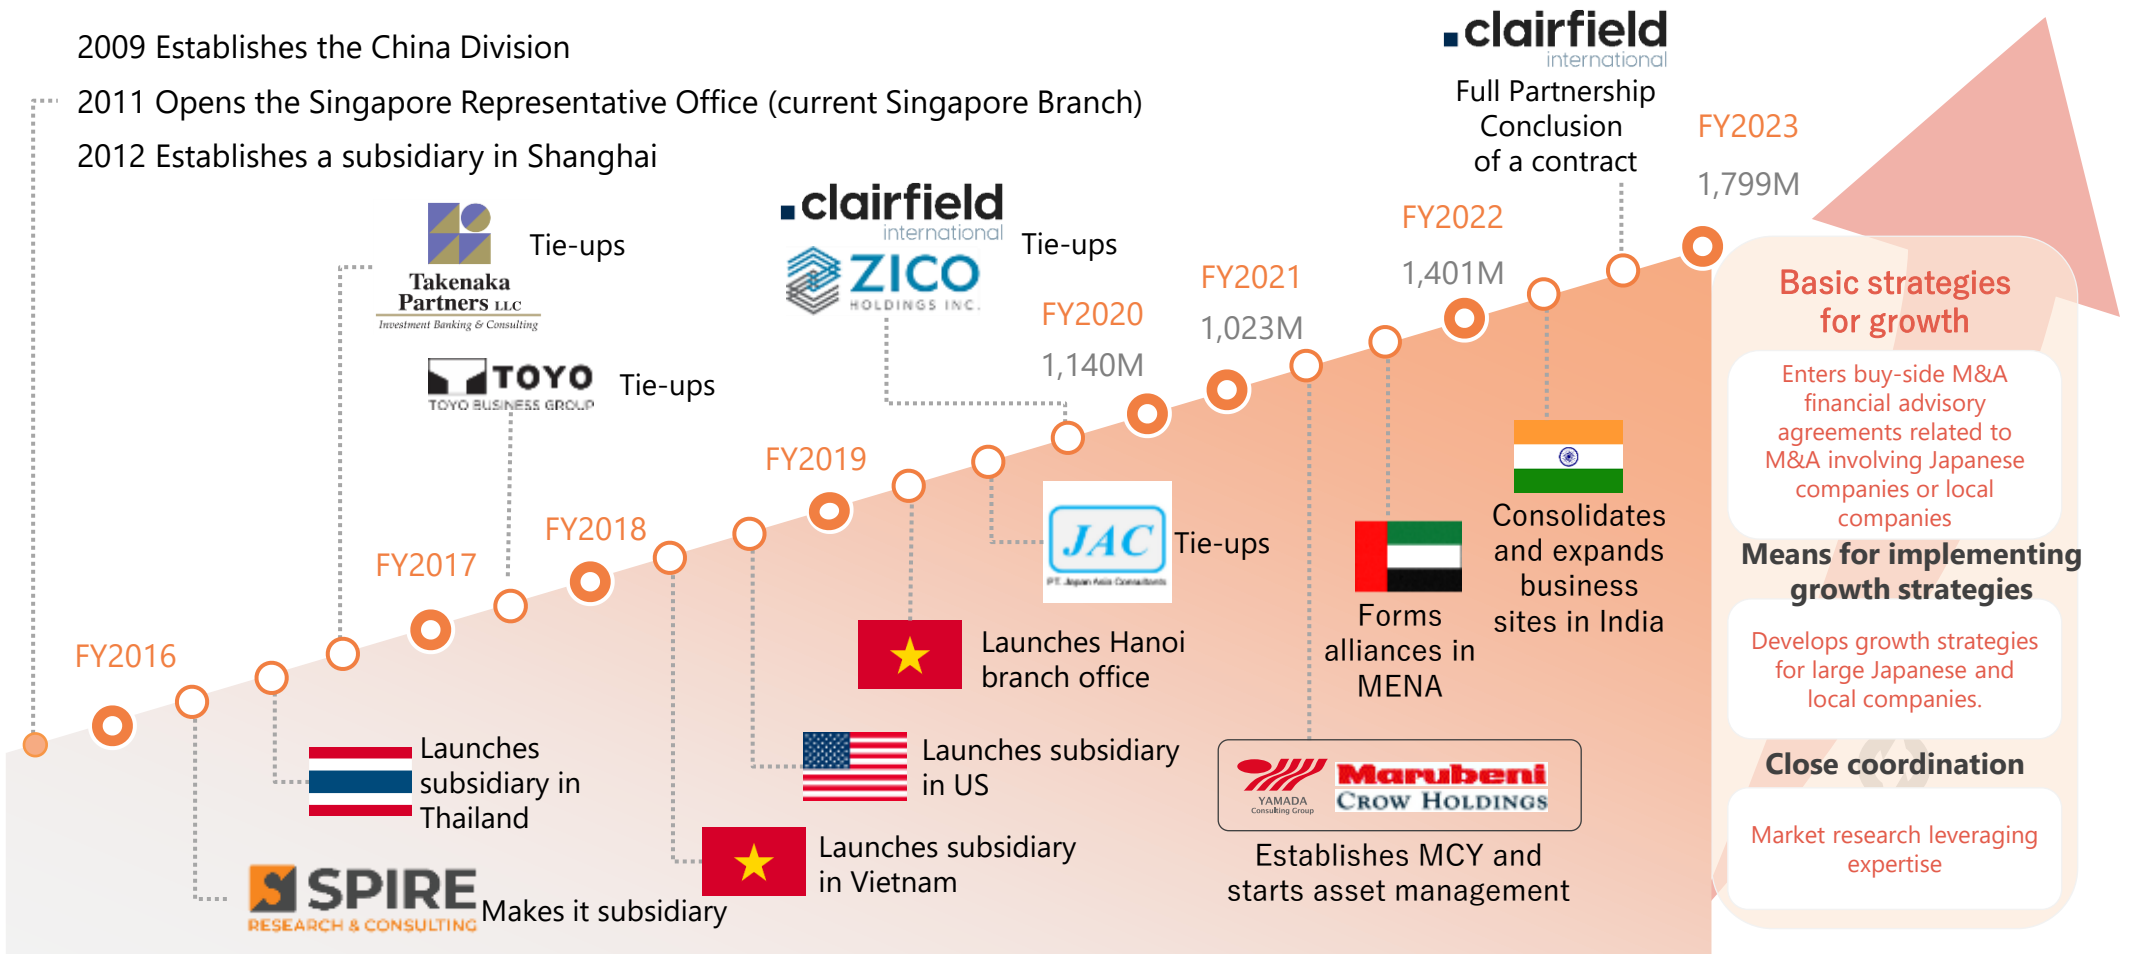 2009 Establishes the China Division
2011 Opens the Singapore Representative Office (current Singapore Branch)
2012 Establishes a subsidiary in Shanghai
Takenaka
Partners LLC
Investment Banking & Consulting
Tie-ups
TOYO
TOYO BUSINESS GROUP
Tie-ups
clairfield
international
ZICO
HOLDINGS INC.
Tie-ups
clairfield
international
Full Partnership
Conclusion
of a contract
FY2016
FY2017
FY2018
FY2019
FY2020
1,140M
FY2021
1,023M
FY2022
1,401M
FY2023
1,799M
SPIRE
RESEARCH & CONSULTING
Makes it subsidiary
Launches
subsidiary in
Thailand
Launches subsidiary
in Vietnam
Launches subsidiary
in US
Launches Hanoi
branch office
JAC
PT. Japan Asia Consultants
Tie-ups
YAMADA
Consulting Group
Marubeni
CROW HOLDINGS
Establishes MCY and
starts asset management
Forms
alliances in
MENA
Consolidates
and expands
business
sites in India
Basic strategies
for growth
Enters buy-side M&A
financial advisory
agreements related to
M&A involving Japanese
companies or local
companies
Means for implementing
growth strategies
Develops growth strategies
for large Japanese and
local companies.
Close coordination
Market research leveraging
expertise